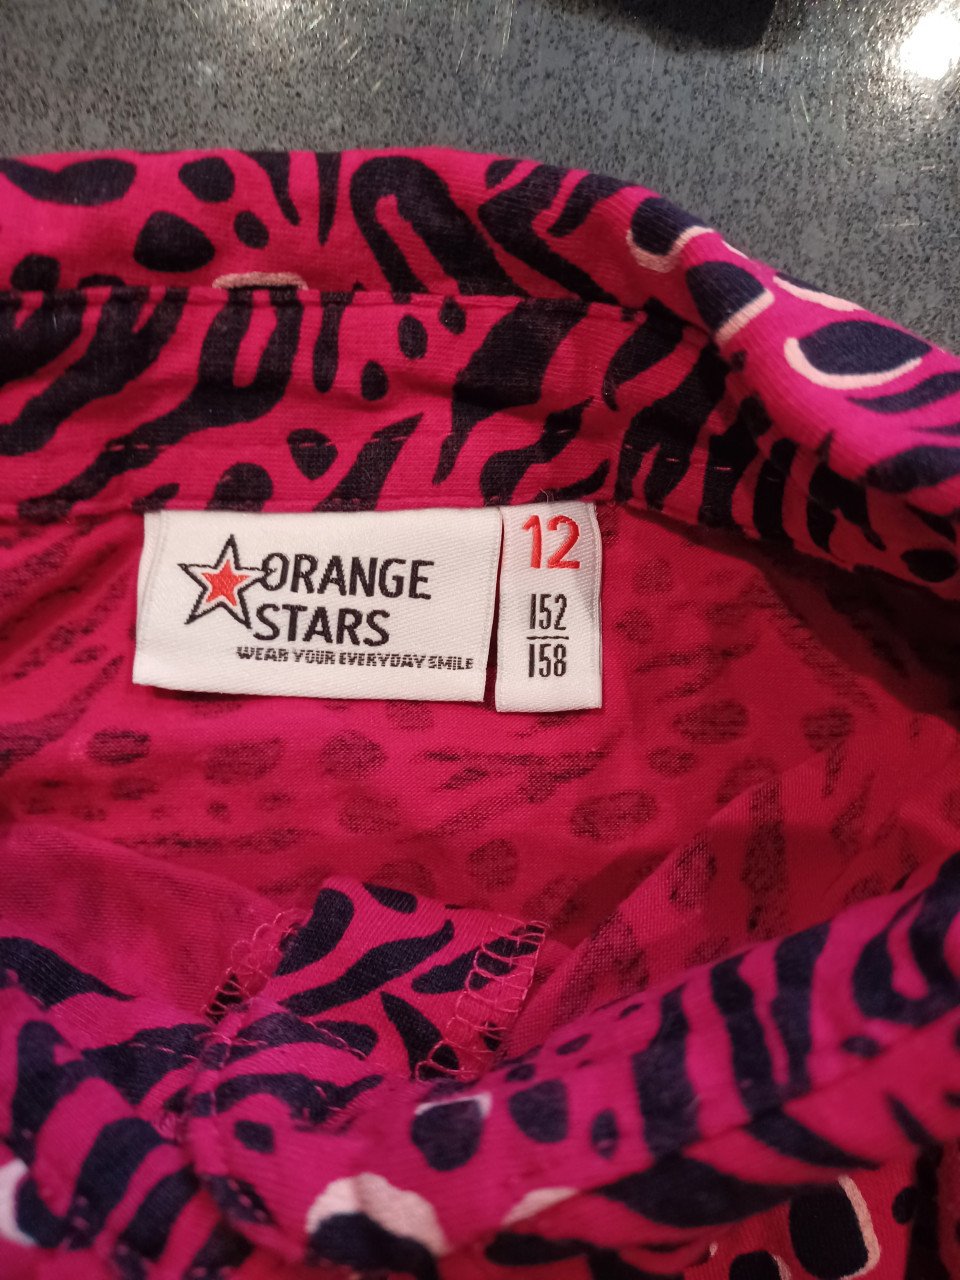 ORANGE
STARS
WEAR YOUR EVERYDAY SMILE
12
152
158